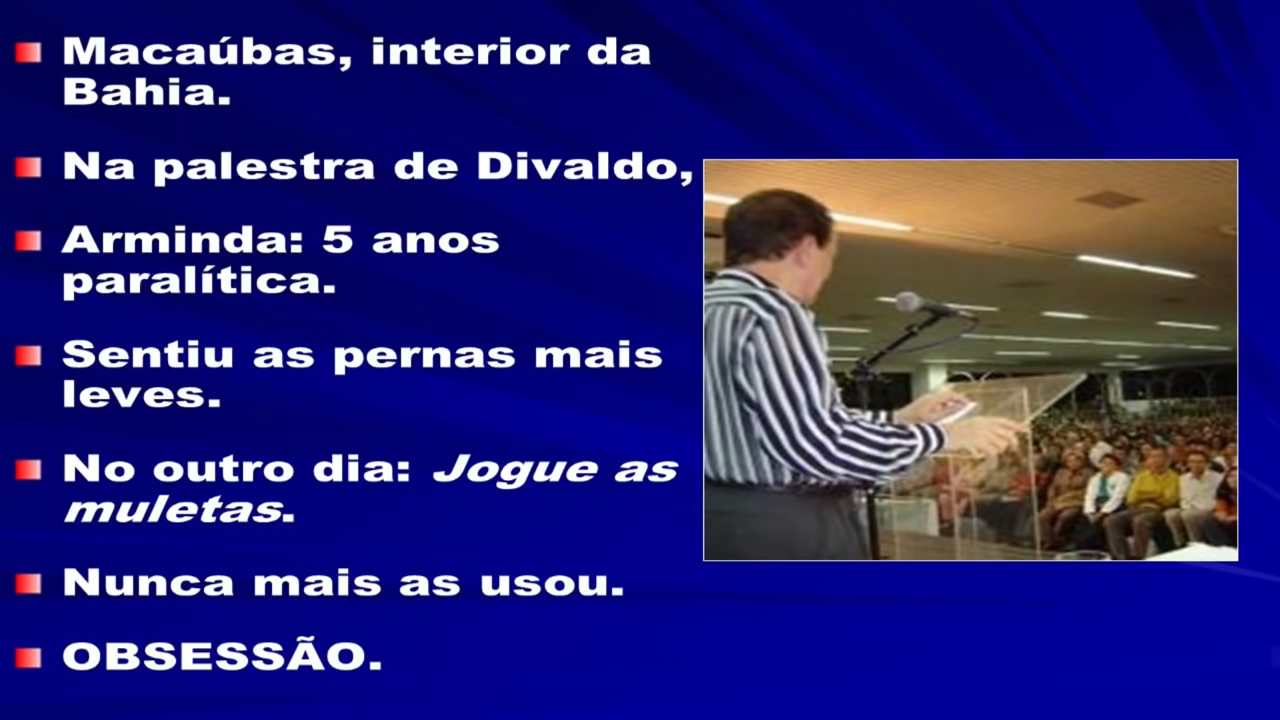 Macaúbas, interior da
Bahia.
Na palestra de Divaldo,
Arminda: 5 anos
paralítica.
Sentiu as pernas mais
leves.
No outro dia: Jogue as
muletas.
Nunca mais as usou.
OBSESSÃO.